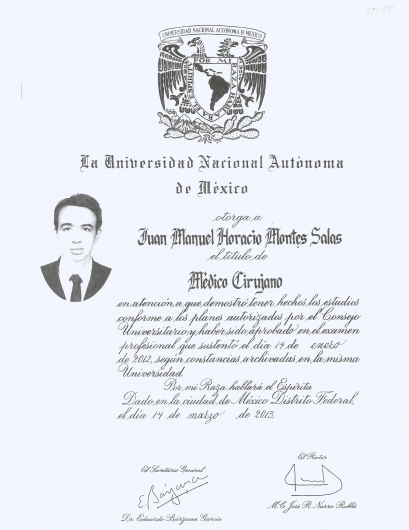 UNIVERSIDAD NACIONAL AUTÓNOMA D MEXICO
POR MI RAZA HABLARÁ EL ESPÍRITU
La Universidad Nacional Autónoma
de México
otorga a
Juan Manuel Horacio Montes Salas
el título de
Médico Cirujano
en atención a que demostró tener hechos los estudios
conforme a los planes autorizados por el Consejo
Universitario y haber sido aprobado en el examen
profesional que sustentó el día 14 de enero
de 2012, según constancias archivadas en la misma
Universidad.
Por mi Raza hablará el Espíritu
Dado en la ciudad de México Distrito Federal,
el día 14 de marzo de 2013.
El Secretario General
El Rector
Dr. Eduardo Bárzana García
M.C. José R. Narro Robles